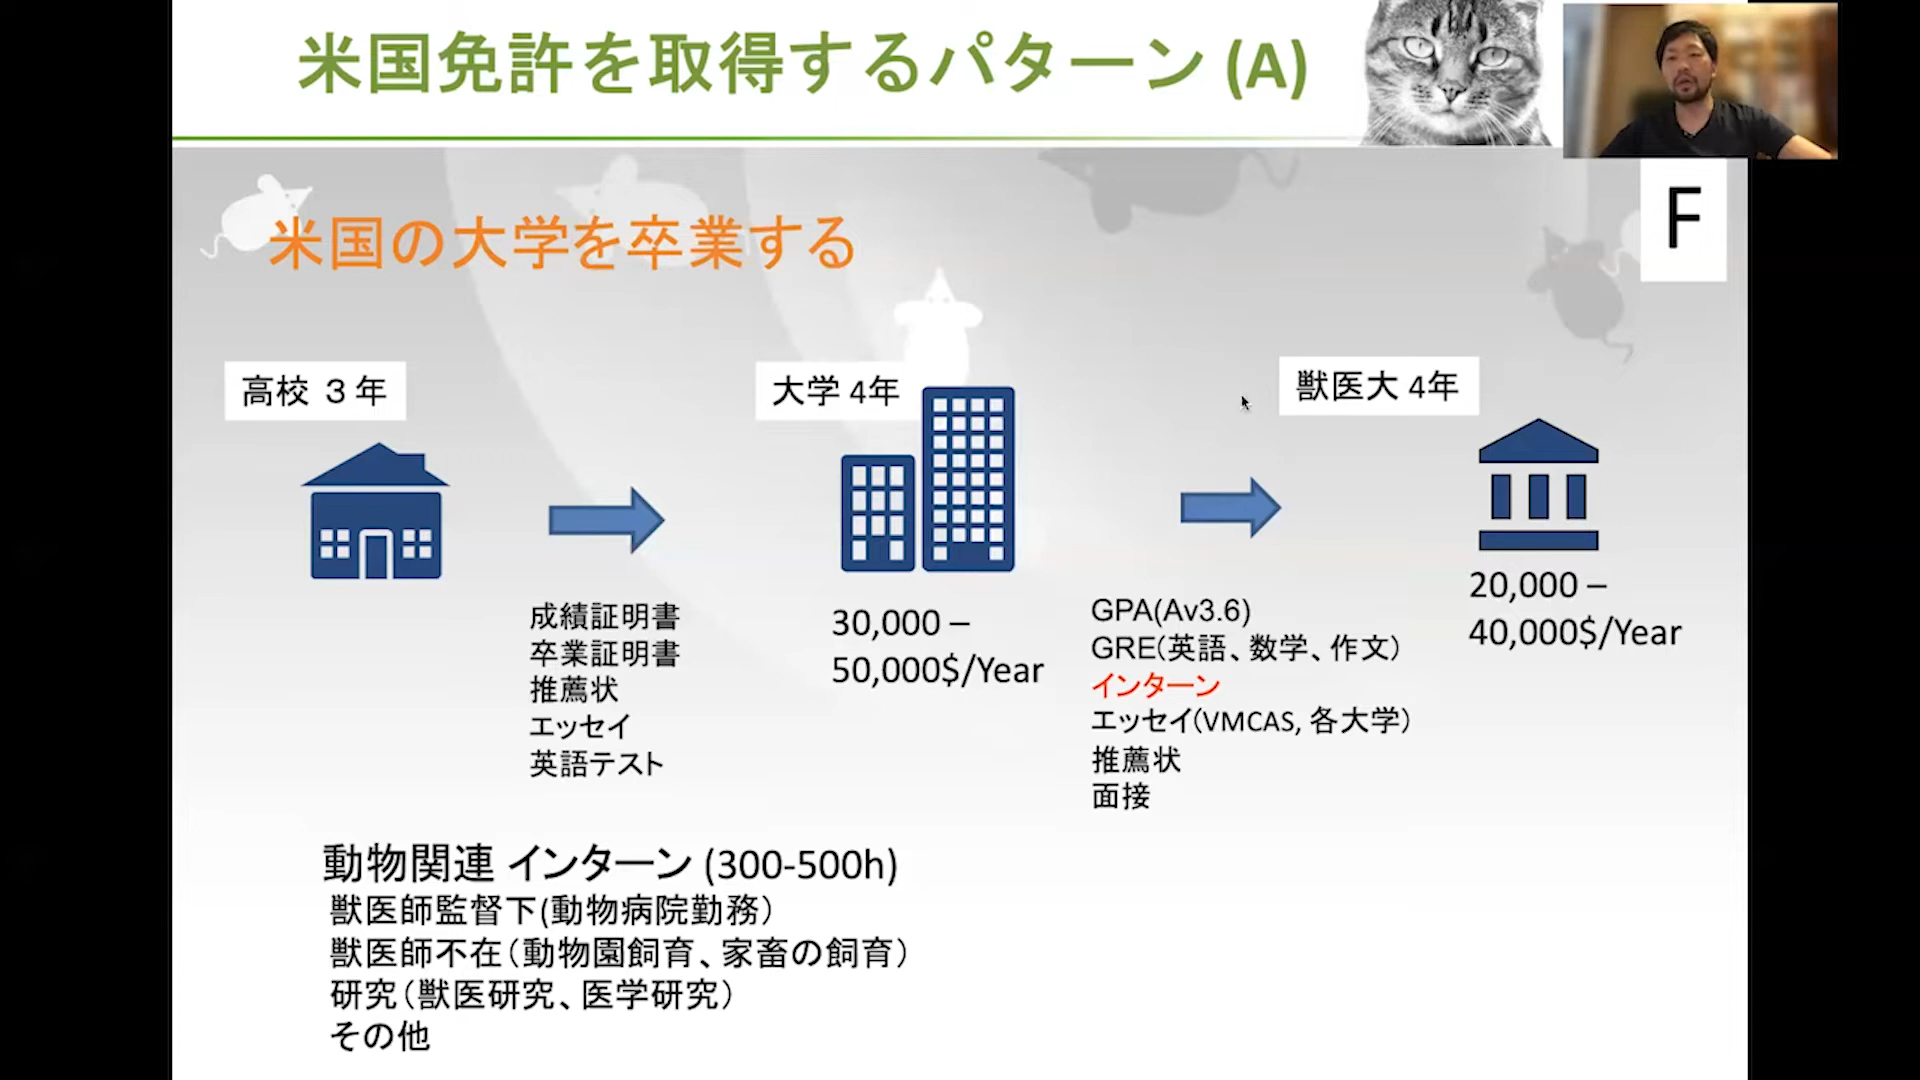 米国免許を取得するパターン (A)
F
米国の大学を卒業する
高校 ３年
大学 4年
獣医大 4年
成績証明書
卒業証明書
推薦状
エッセイ
英語テスト
30,000 –
50,000$/Year
GPA(Av3.6)
GRE(英語、数学、作文)
インターン
エッセイ(VMCAS, 各大学)
推薦状
面接
20,000 –
40,000$/Year
動物関連 インターン (300-500h)
獣医師監督下(動物病院勤務)
獣医師不在(動物園飼育、家畜の飼育)
研究(獣医研究、医学研究)
その他